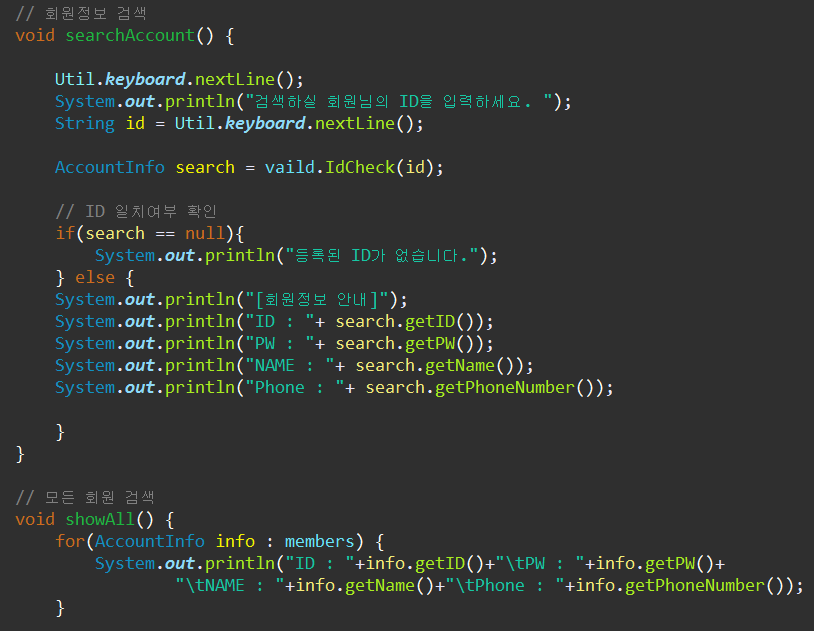 // 회원정보 검색
void searchAccount() {
Util.keyboard.nextLine();
System.out.println("검색하실 회원님의 ID을 입력하세요. ");
String id = Util.keyboard.nextLine();
AccountInfo search = vaild.IdCheck(id);
// ID 일치여부 확인
if(search == null){
System.out.println("등록된 ID가 없습니다.");
} else {
System.out.println("[회원정보 안내]");
System.out.println("ID : "+ search.getID());
System.out.println("PW : "+ search.getPW());
System.out.println("NAME : "+ search.getName());
System.out.println("Phone : "+ search.getPhoneNumber());
}
}
// 모든 회원 검색
void showAll() {
for(AccountInfo info : members) {
System.out.println("ID : "+info.getID()+"\tPW : "+info.getPW()+
"\tNAME : "+info.getName()+"\tPhone : "+info.getPhoneNumber());
}